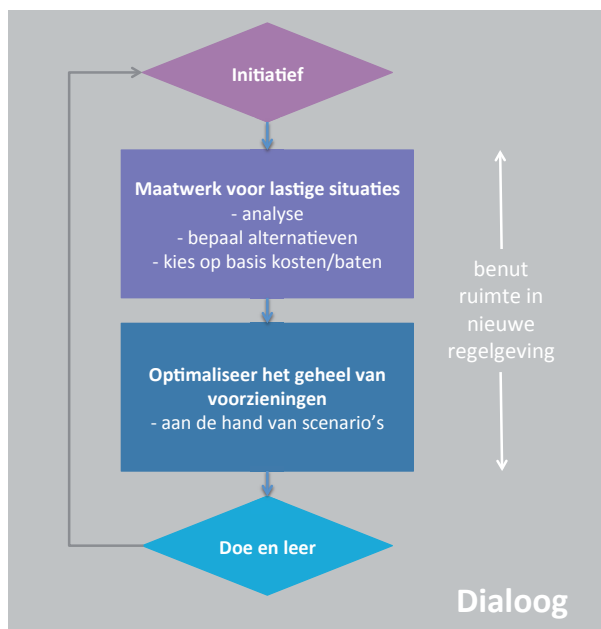 Initiatief
Maatwerk voor lastige situaties
- analyse
- bepaal alternatieven
- kies op basis kosten/baten
benut
ruimte in
nieuwe
regelgeving
Optimaliseer het geheel van
voorzieningen
- aan de hand van scenario's
Doe en leer
Dialoog